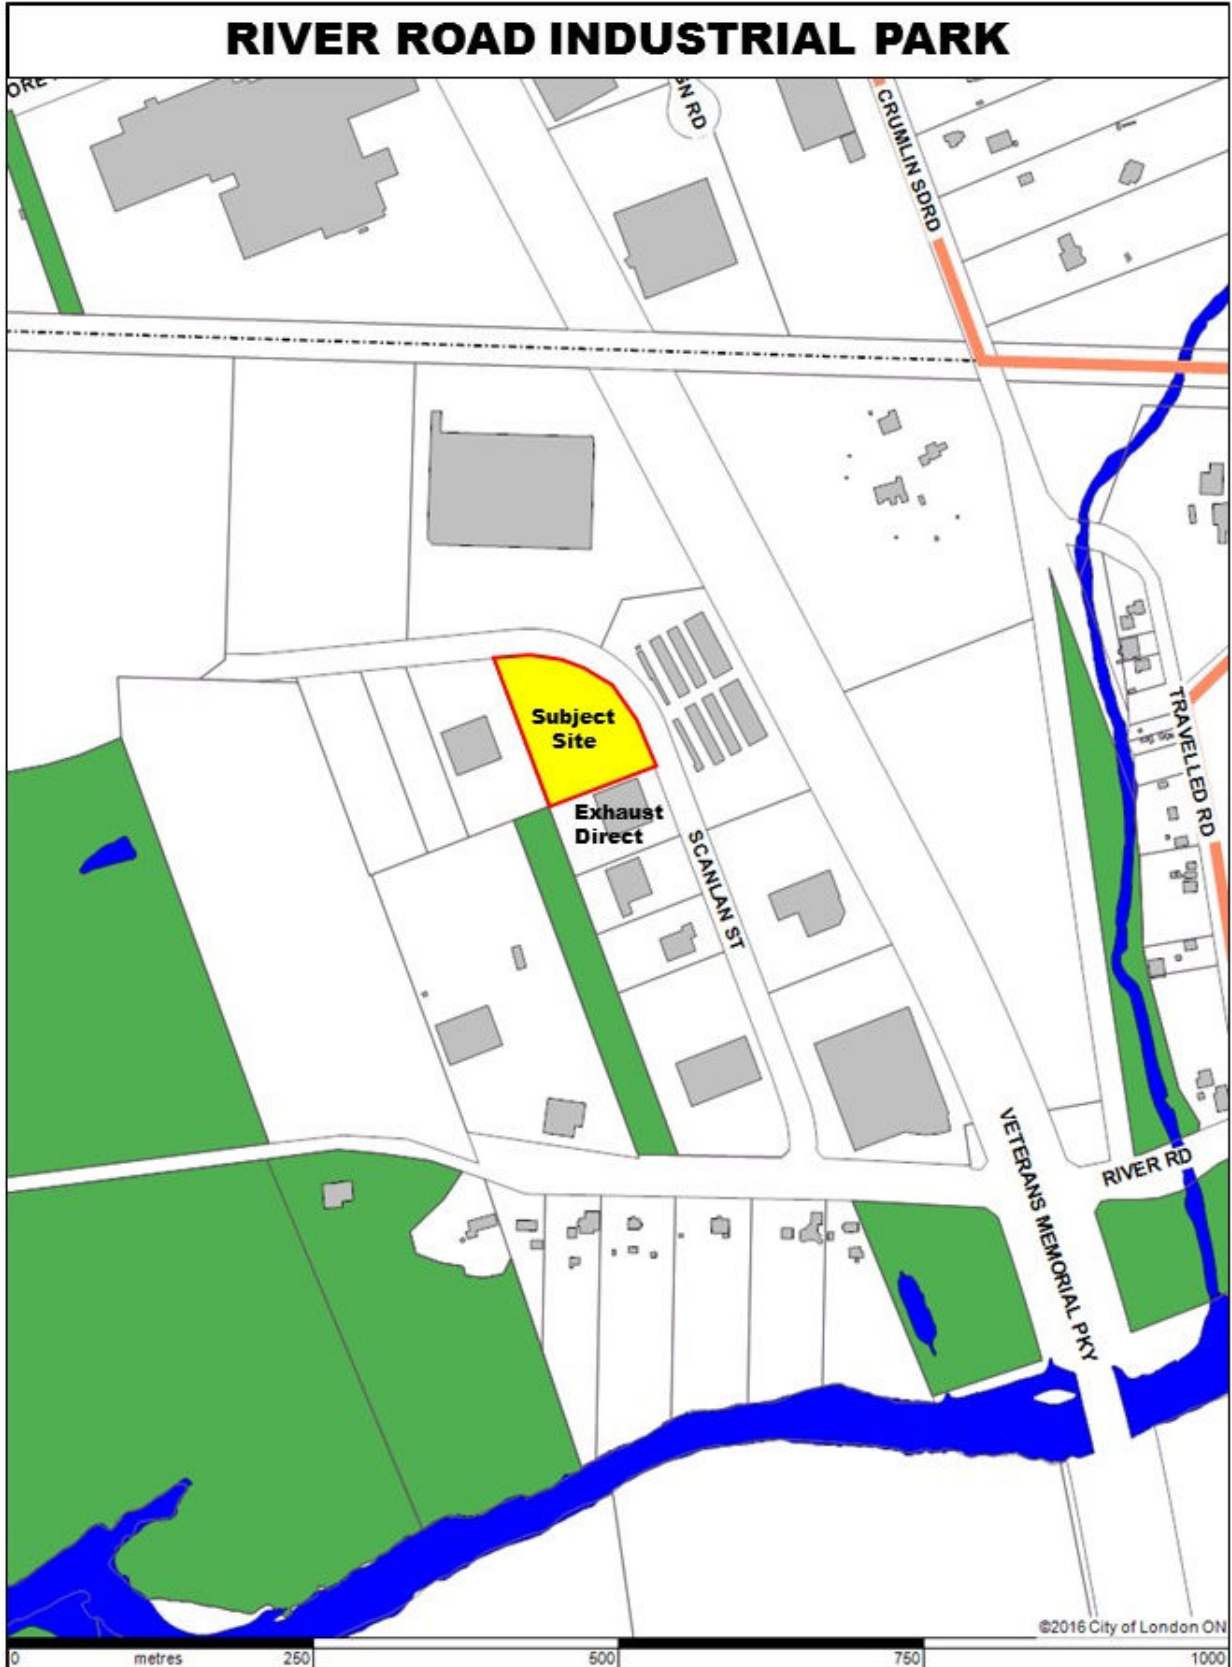 RIVER ROAD INDUSTRIAL PARK
GN RD
CRUMLIN SDRD
Subject
Site
Exhaust
Direct
SCANLAN ST
TRAVELLED RD
RIVER RD
VETERANS MEMORIAL PKY
©2016 City of London ON
0 metres 250 500 750 1000